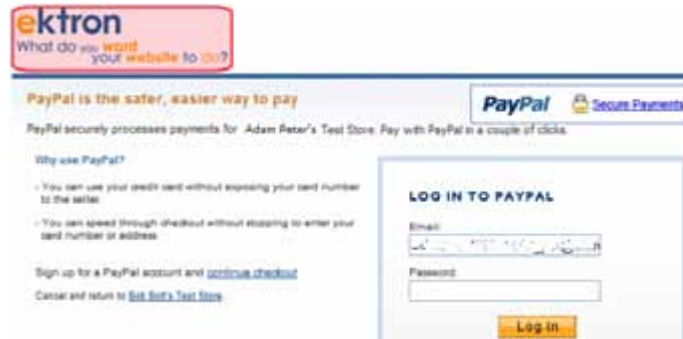 ektron
What do you want
your website to do?
PayPal is the safer, easier way to pay
PayPal Secure Payments
PayPal securely processes payments for Adam Peter's Test Store. Pay with PayPal in a couple of clicks.
Why use PayPal?
- You can use your credit card without exposing your card number
to the seller.
- You can speed through checkout without stopping to enter your
card number or address.
Sign up for a PayPal account and continue checkout
Cancel and return to Test Store.
LOG IN TO PAYPAL
Email:
Password:
Log In